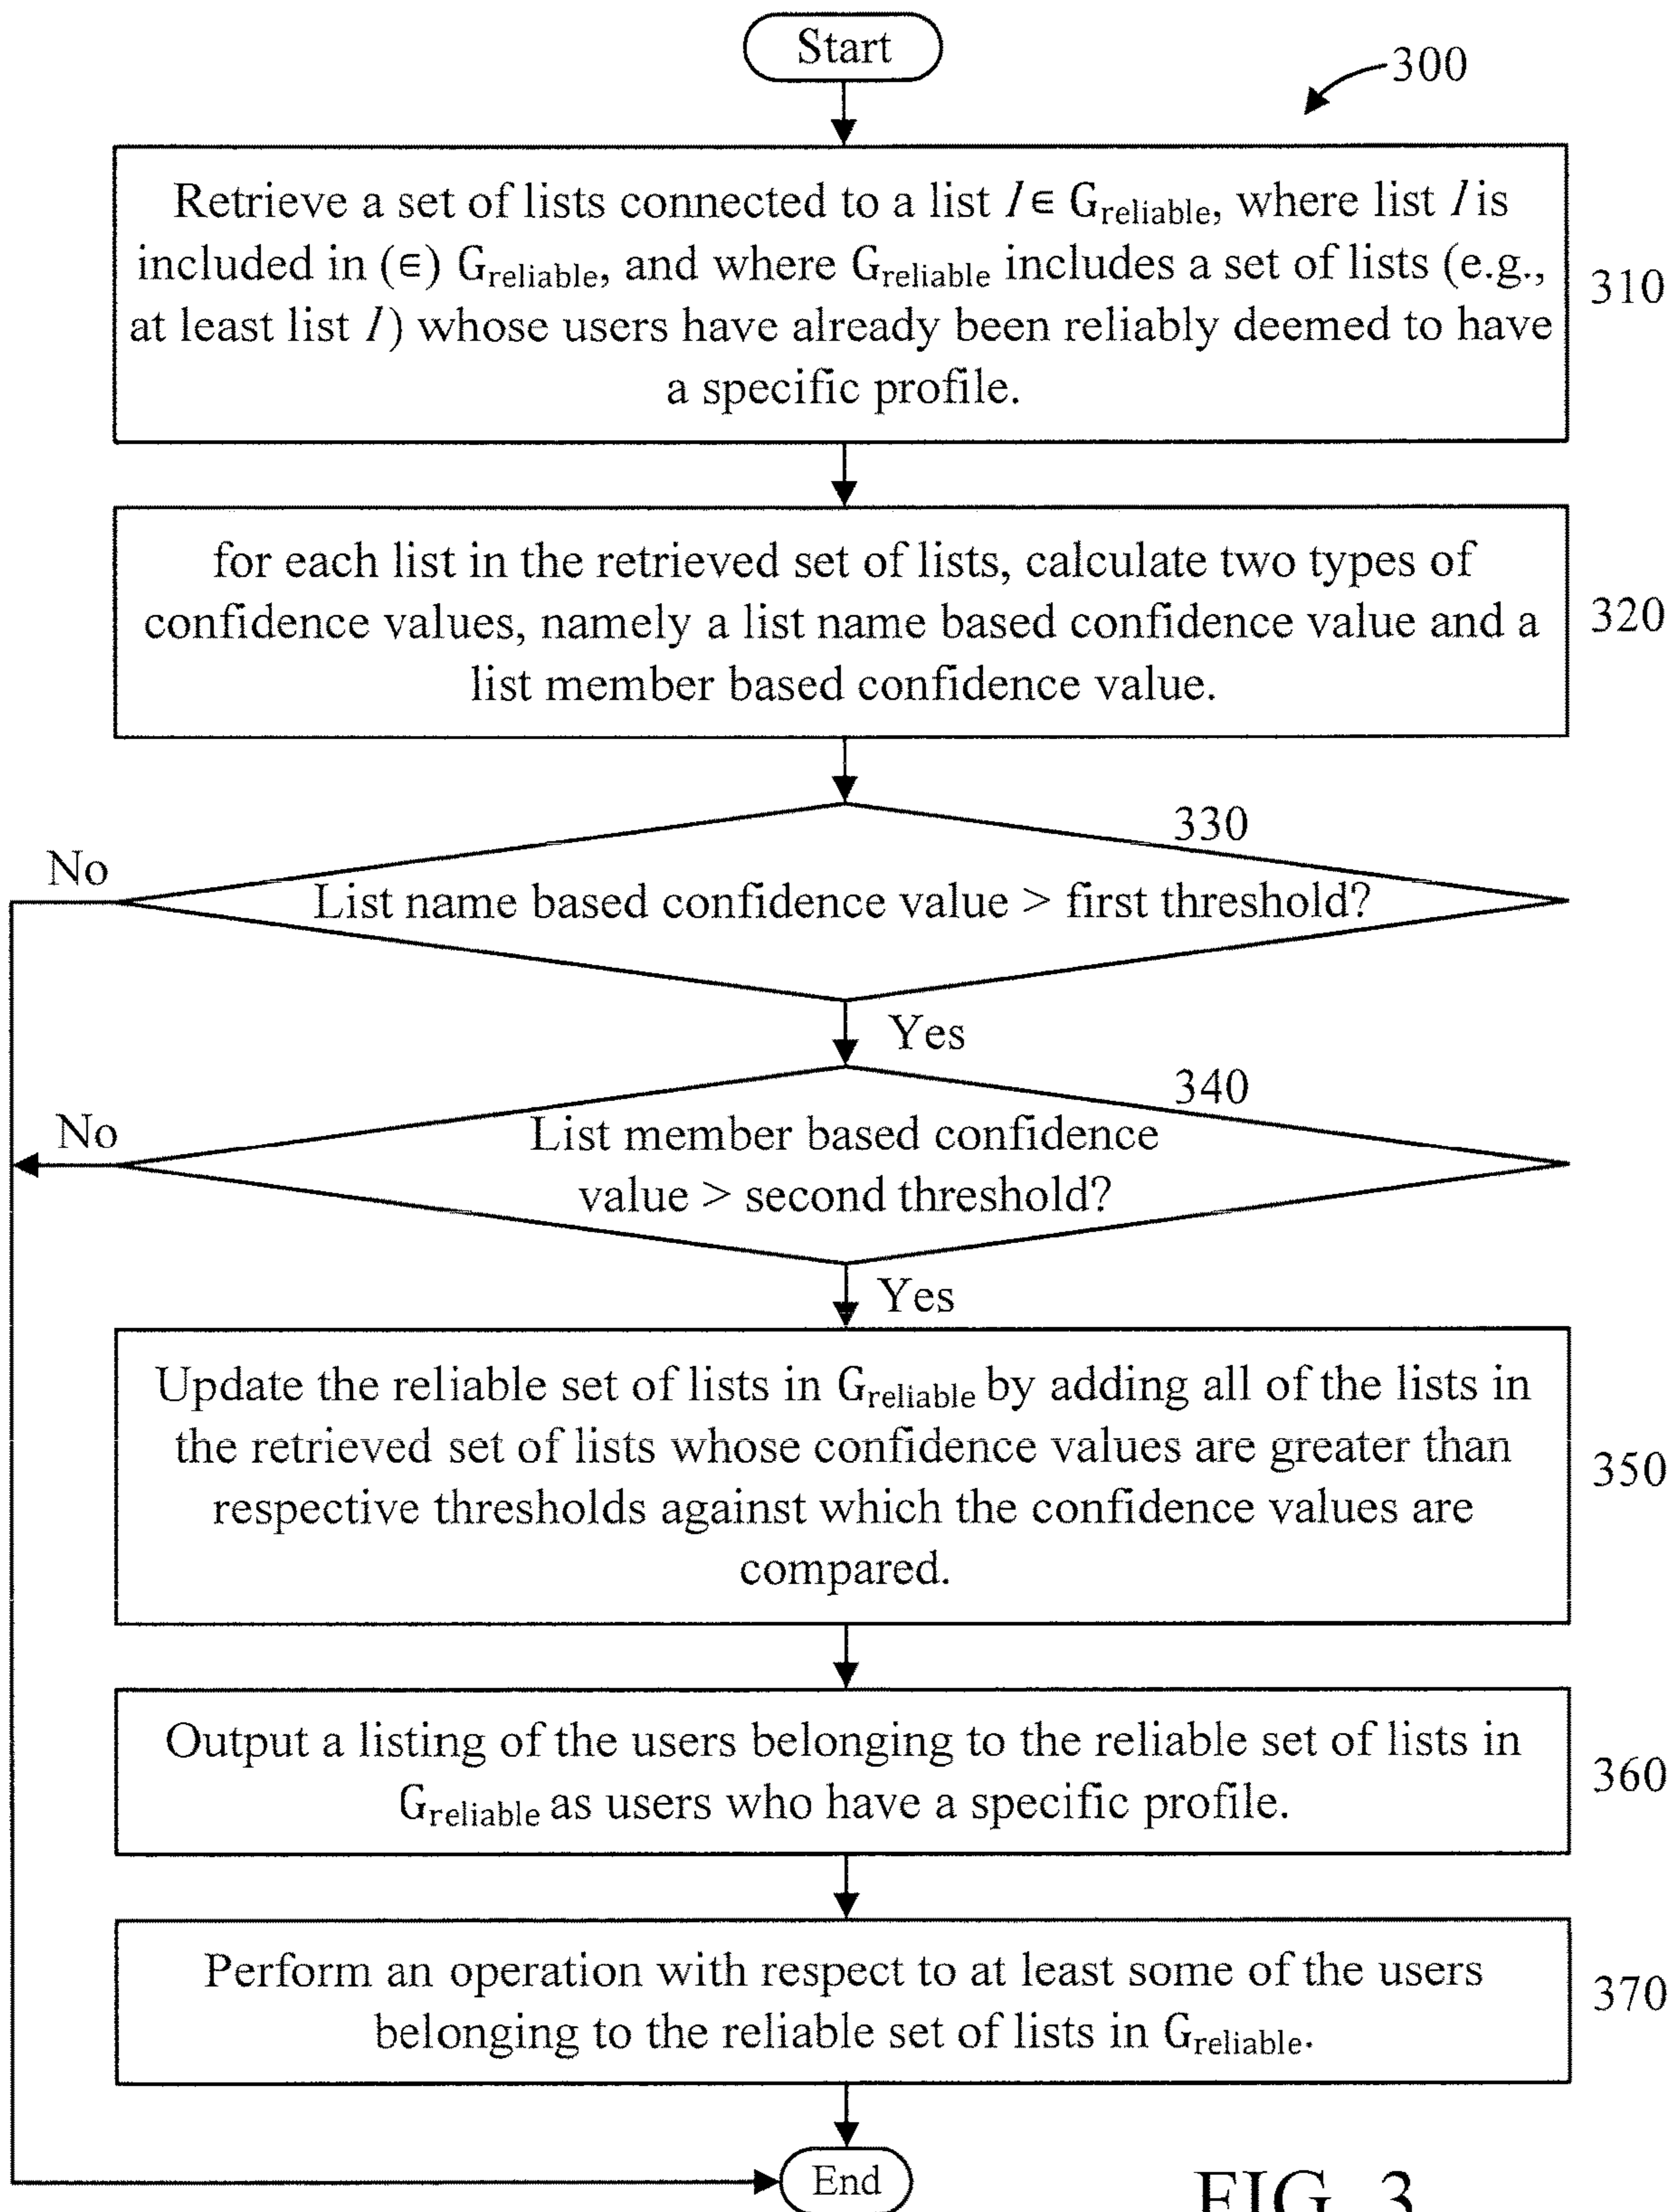 Start
300
Retrieve a set of lists connected to a list l ∈ Greliable, where list l is
included in (∈) Greliable, and where Greliable includes a set of lists (e.g.,
at least list l) whose users have already been reliably deemed to have
a specific profile.
310
for each list in the retrieved set of lists, calculate two types of
confidence values, namely a list name based confidence value and a
list member based confidence value.
320
330
No
List name based confidence value > first threshold?
Yes
340
No
List member based confidence
value > second threshold?
Yes
Update the reliable set of lists in Greliable by adding all of the lists in
the retrieved set of lists whose confidence values are greater than
respective thresholds against which the confidence values are
compared.
350
Output a listing of the users belonging to the reliable set of lists in
Greliable as users who have a specific profile.
360
Perform an operation with respect to at least some of the users
belonging to the reliable set of lists in Greliable.
370
End
FIG. 3